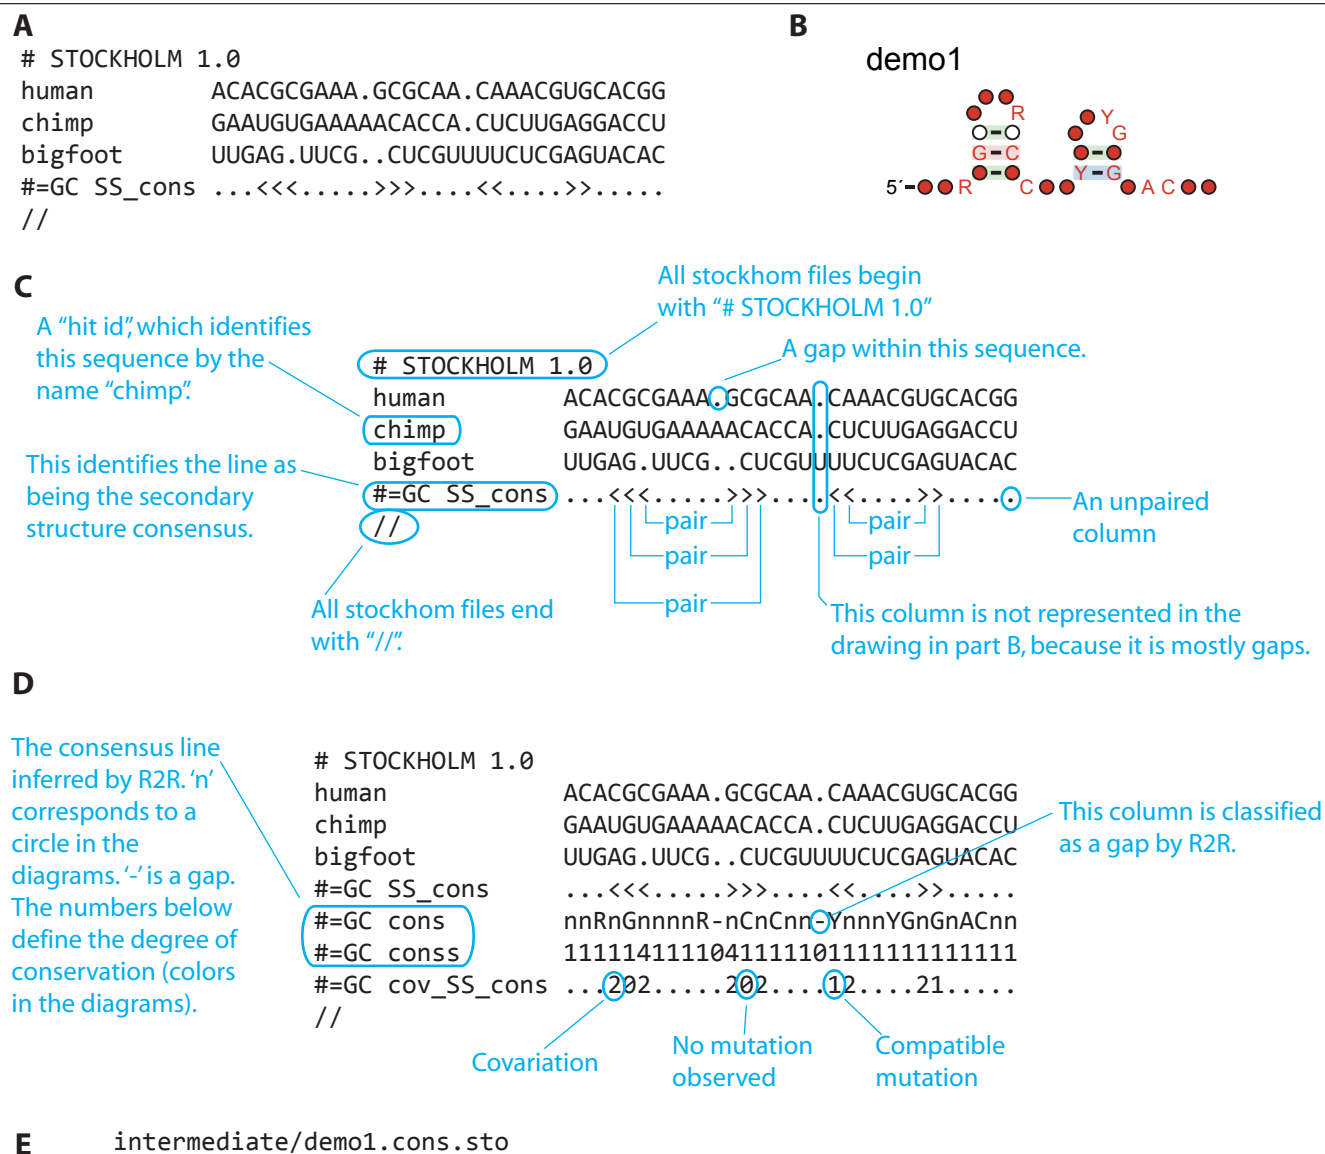 A
# STOCKHOLM 1.0
human ACACGCGAAA.GCGCAA.CAAACGUGCACGG
chimp GAAUGUGAAAAACACCA.CUCUUGAGGACCU
bigfoot UUGAG.UUCG..CUCGUUUUCUCGAGUACAC
#=GC SS_cons ...<<<.....>>>....<<....>>.....
//
B
demo1
R
Y
G
G C
Y G
5´ R C A C
C
All stockhom files begin
with “# STOCKHOLM 1.0”
A “hit id”, which identifies
this sequence by the
name “chimp”.
A gap within this sequence.
# STOCKHOLM 1.0
human ACACGCGAAA.GCGCAA.CAAACGUGCACGG
chimp GAAUGUGAAAAACACCA.CUCUUGAGGACCU
bigfoot UUGAG.UUCG..CUCGUUUUCUCGAGUACAC
#=GC SS_cons ...<<<.....>>>....<<....>>.....
//
This identifies the line as
being the secondary
structure consensus.
An unpaired
column
pair pair
pair pair
pair
All stockhom files end
with “//”.
This column is not represented in the
drawing in part B, because it is mostly gaps.
D
The consensus line
inferred by R2R. ‘n’
corresponds to a
circle in the
diagrams. ‘-’ is a gap.
The numbers below
define the degree of
conservation (colors
in the diagrams).
# STOCKHOLM 1.0
human ACACGCGAAA.GCGCAA.CAAACGUGCACGG
chimp GAAUGUGAAAAACACCA.CUCUUGAGGACCU
bigfoot UUGAG.UUCG..CUCGUUUUCUCGAGUACAC
#=GC SS_cons ...<<<.....>>>....<<....>>.....
#=GC cons nnRnGnnnnR-nCnCnn-YnnnYGnGnACnn
#=GC conss 1111141111041111101111111111111
#=GC cov_SS_cons ...202.....202....12....21.....
//
This column is classified
as a gap by R2R.
Covariation
No mutation
observed
Compatible
mutation
E
intermediate/demo1.cons.sto